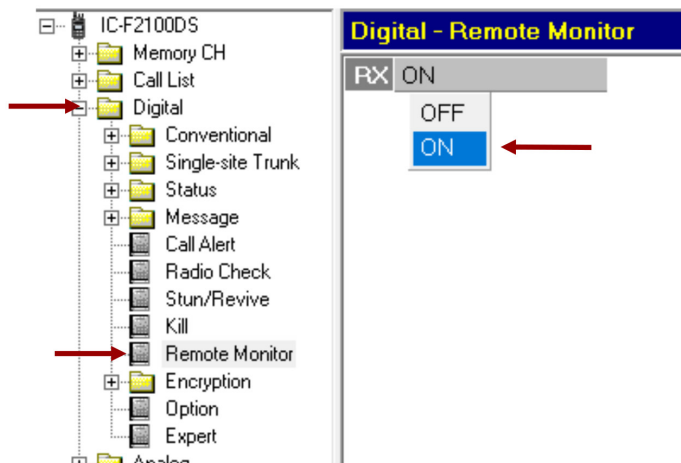 IC-F2100DS
Memory CH
Call List
Digital
Conventional
Single-site Trunk
Status
Message
Call Alert
Radio Check
Stun/Revive
Kill
Remote Monitor
Encryption
Option
Expert
Analog
Digital - Remote Monitor
RX ON
OFF
ON